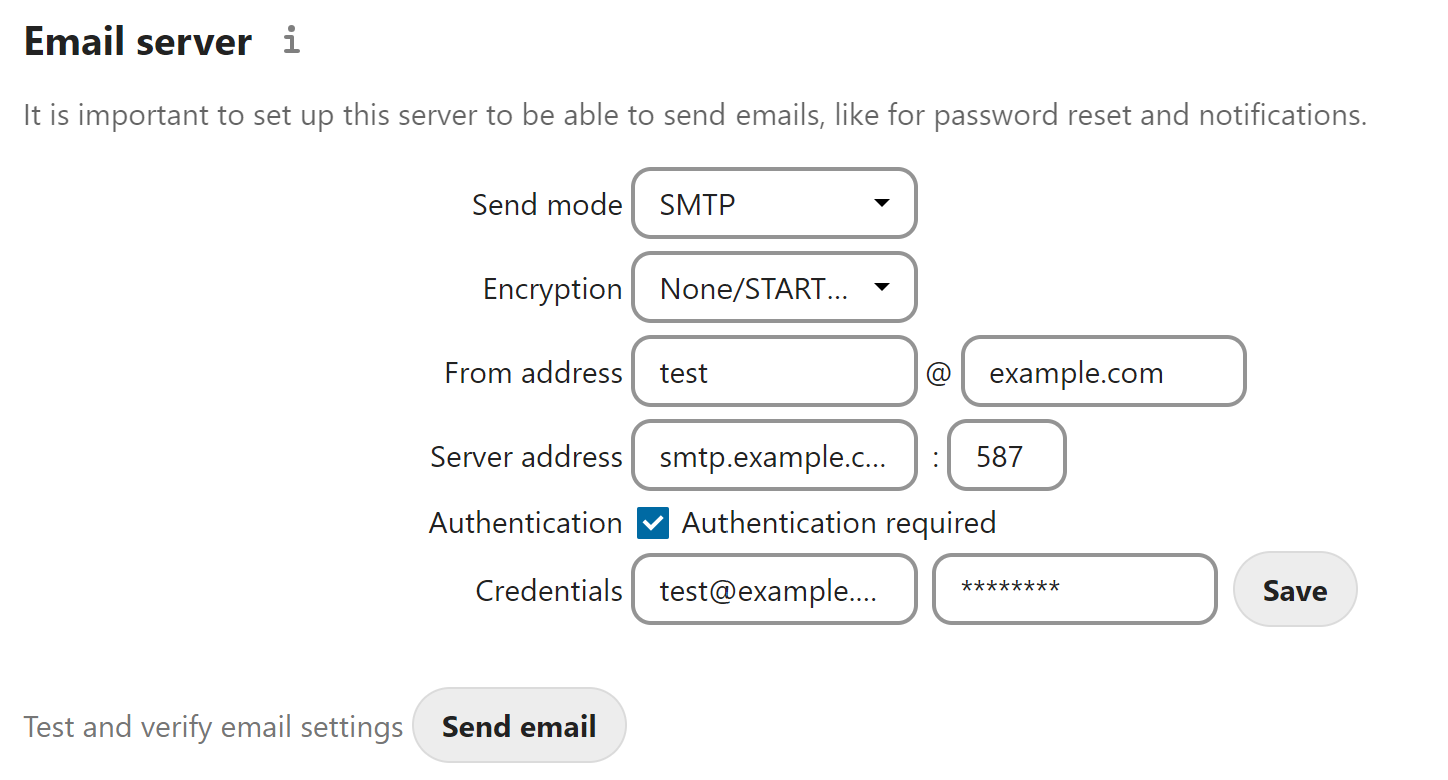 Email server i
It is important to set up this server to be able to send emails, like for password reset and notifications.
Send mode SMTP
Encryption None/START...
From address test @ example.com
Server address smtp.example.c... : 587
Authentication Authentication required
Credentials test@example.... ******** Save
Test and verify email settings Send email